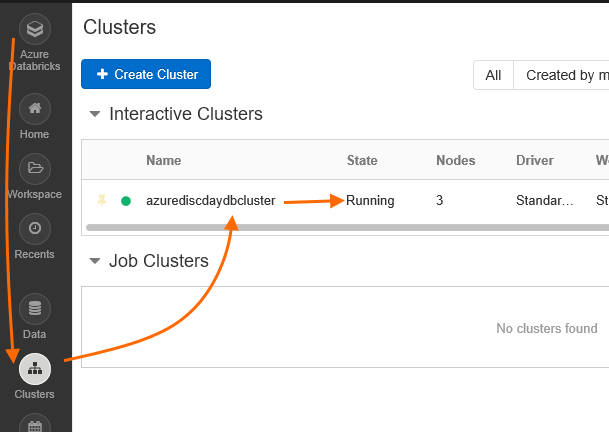 Azure
Databricks
Home
Workspace
Recents
Data
Clusters
Clusters
+ Create Cluster
All
Created by m
Interactive Clusters
Name State Nodes Driver
azurediscdaydbcluster Running 3 Standar...
Job Clusters
No clusters found